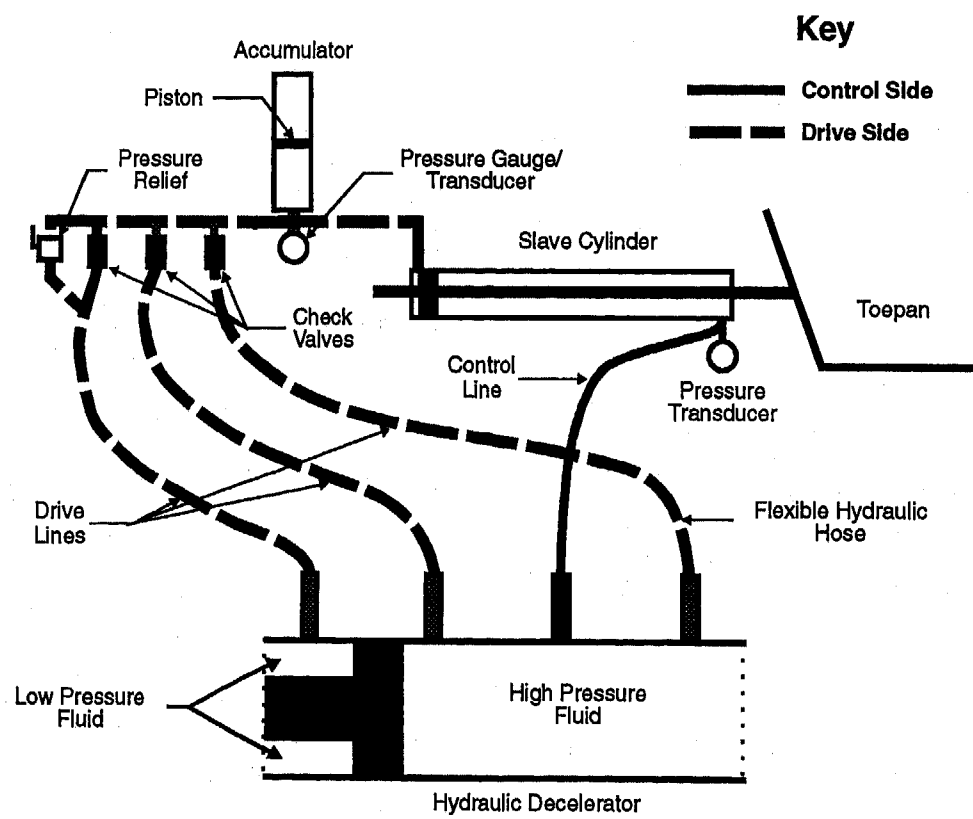 Key
Control Side
Drive Side
Accumulator
Piston
Pressure
Relief
Pressure Gauge/
Transducer
Slave Cylinder
Toepan
Check
Valves
Control
Line
Pressure
Transducer
Drive
Lines
Flexible Hydraulic
Hose
Low Pressure
Fluid
High Pressure
Fluid
Hydraulic Decelerator